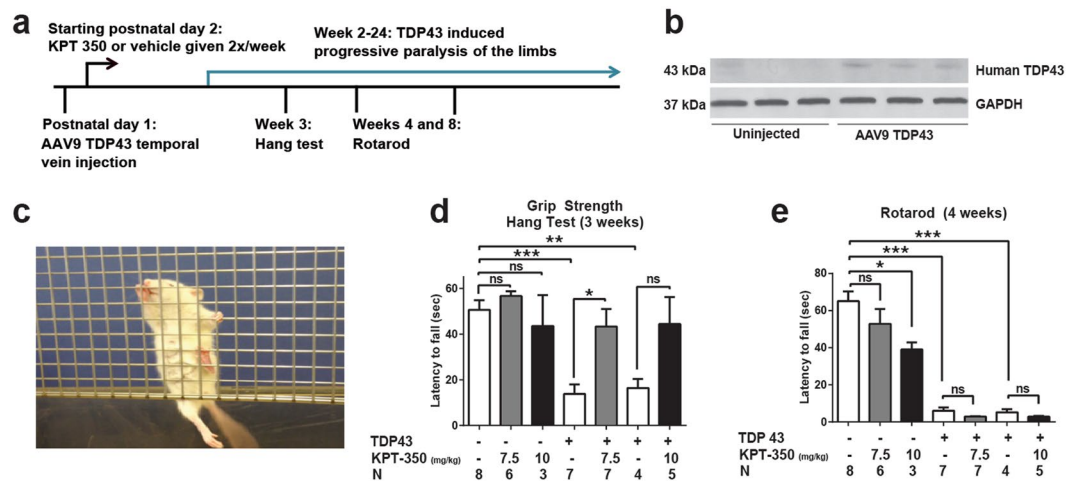 a
Starting postnatal day 2:
KPT 350 or vehicle given 2x/week
Week 2-24: TDP43 induced
progressive paralysis of the limbs
Postnatal day 1:
AAV9 TDP43 temporal
vein injection
Week 3:
Hang test
Weeks 4 and 8:
Rotarod
b
43 kDa
Human TDP43
37 kDa
GAPDH
Uninjected
AAV9 TDP43
c
d
Grip Strength
Hang Test (3 weeks)
**
***
ns
ns
*
ns
Latency to fall (sec)
60
40
20
0
TDP43 - - - + + + +
KPT-350 (mg/kg) - 7.5 10 - 7.5 - 10
N 8 6 3 7 7 4 5
e
Rotarod (4 weeks)
***
***
*
ns
ns
ns
Latency to fall (sec)
80
60
40
20
0
TDP 43 - - - + + + +
KPT-350 (mg/kg) - 7.5 10 - 7.5 - 10
N 8 6 3 7 7 4 5